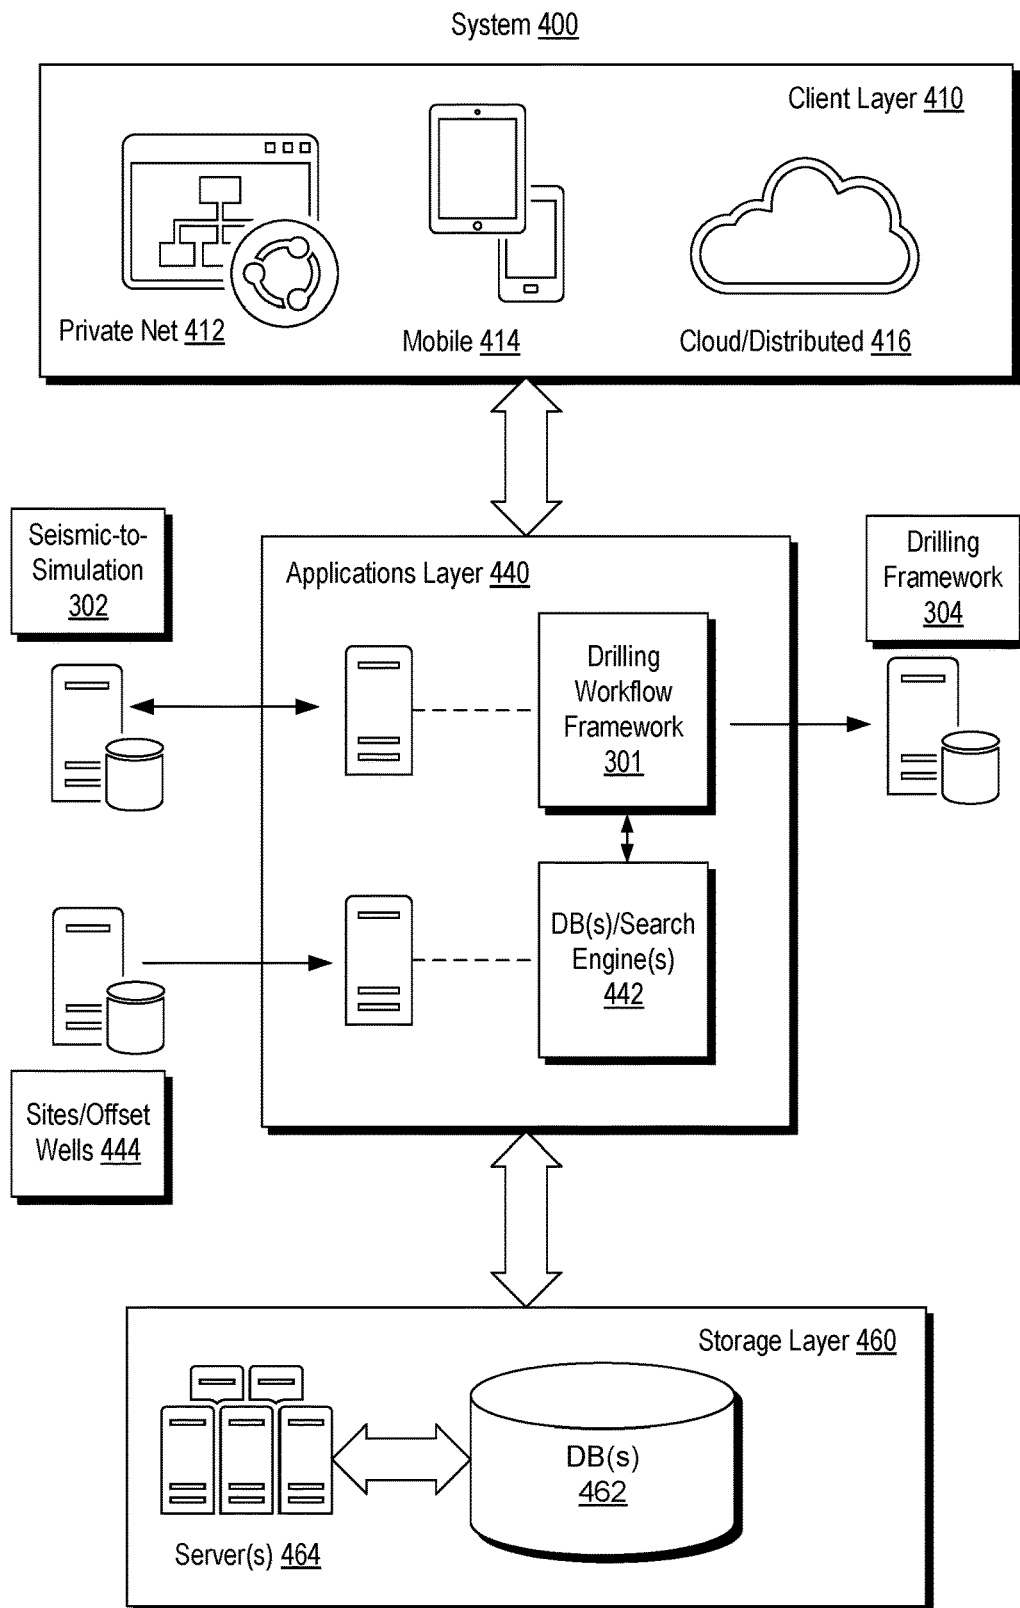 System 400
Client Layer 410
Private Net 412
Mobile 414
Cloud/Distributed 416
Seismic-to-
Simulation
302
Applications Layer 440
Drilling
Workflow
Framework
301
Drilling
Framework
304
DB(s)/Search
Engine(s)
442
Sites/Offset
Wells 444
Storage Layer 460
DB(s)
462
Server(s) 464